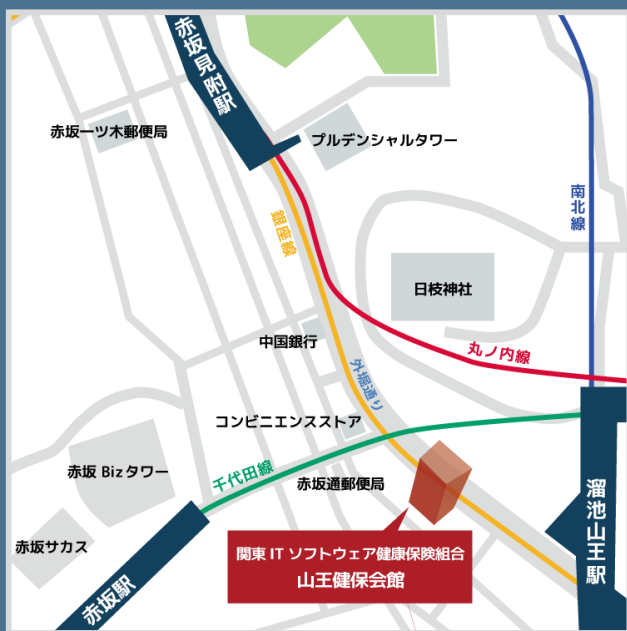 赤坂見附駅
赤坂一ツ木郵便局
プルデンシャルタワー
南北線
銀座線
日枝神社
中国銀行
丸ノ内線
外堀通り
コンビニエンスストア
赤坂 Biz タワー
千代田線
赤坂通郵便局
溜池山王駅
赤坂サカス
関東 IT ソフトウェア健康保険組合
山王健保会館
赤坂駅